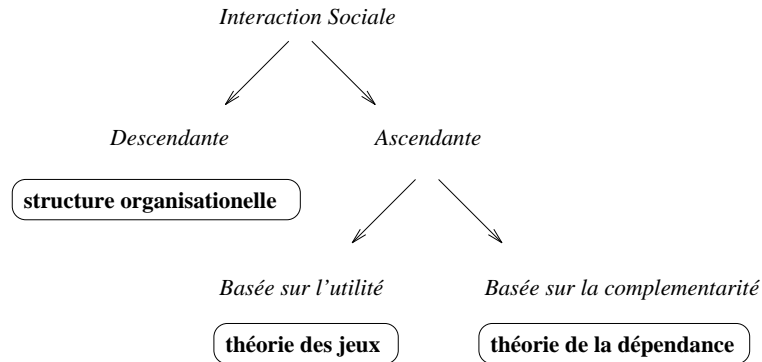 Interaction Sociale
Descendante
Ascendante
structure organisationelle
Basée sur l'utilité
Basée sur la complementarité
théorie des jeux
théorie de la dépendance